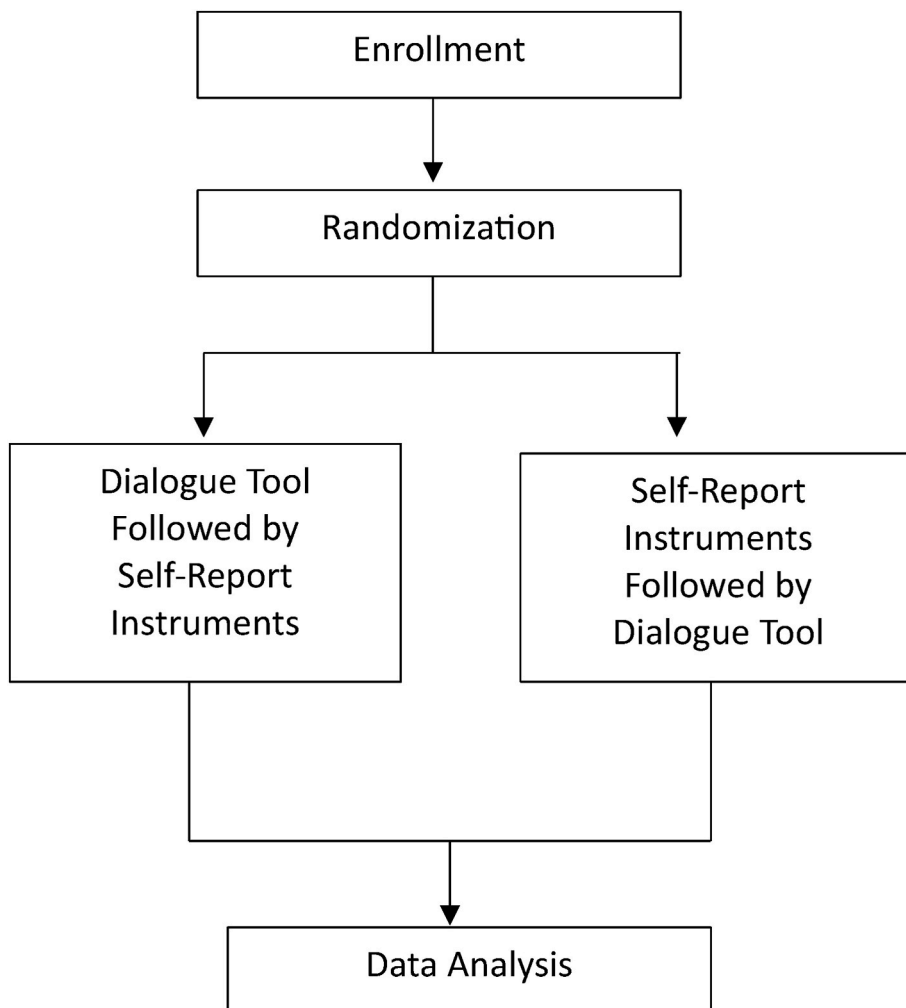 Enrollment
Randomization
Dialogue Tool
Followed by
Self-Report
Instruments
Self-Report
Instruments
Followed by
Dialogue Tool
Data Analysis